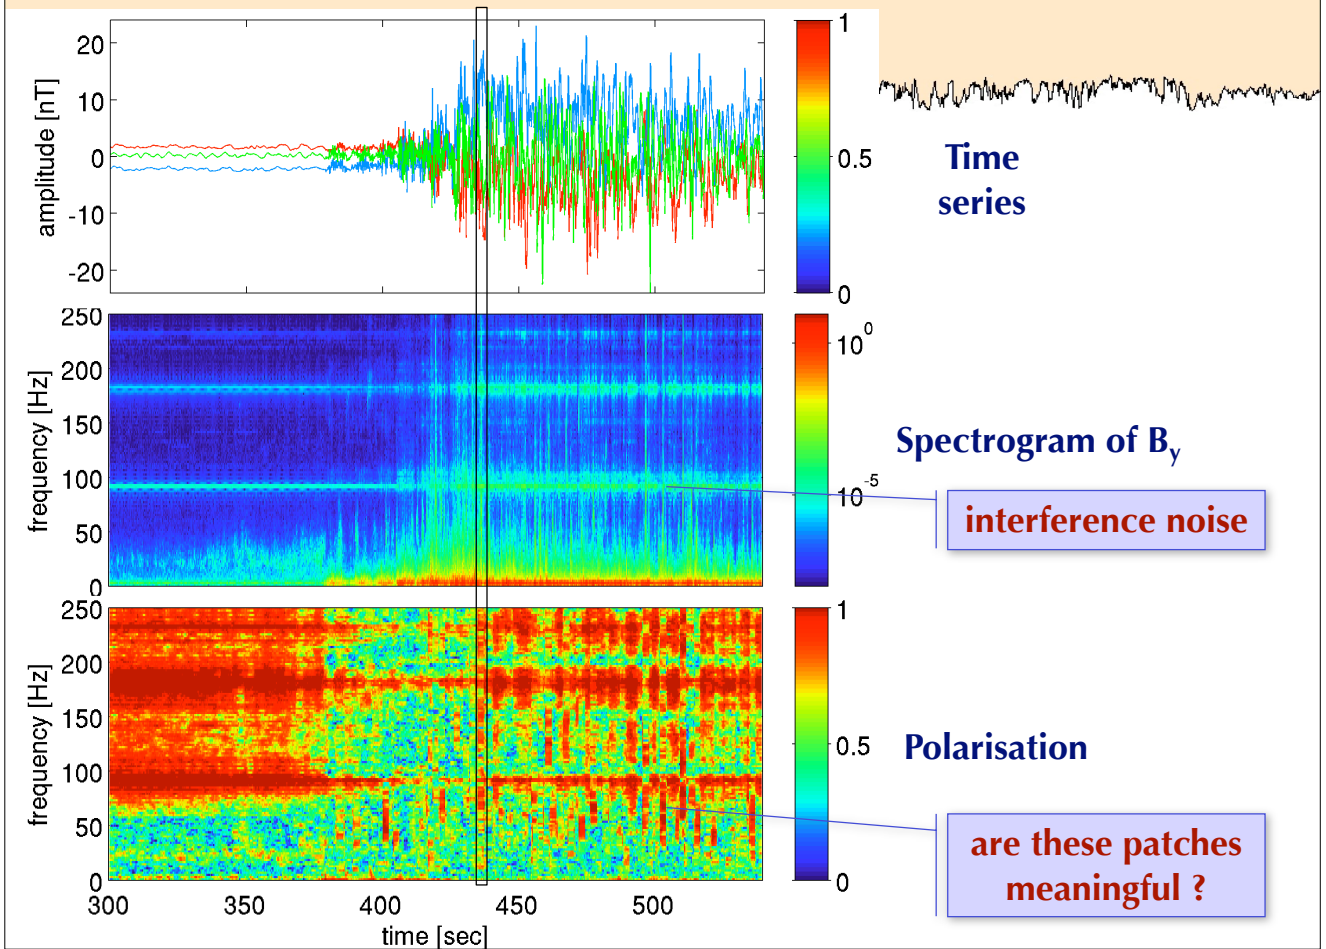 20
10
0
-10
-20
amplitude [nT]
1
0.5
0
Time
series
250
200
150
100
50
0
frequency [Hz]
10^0
10^-5
Spectrogram of B_y
interference noise
250
200
150
100
50
0
frequency [Hz]
1
0.5
0
Polarisation
are these patches
meaningful ?
300 350 400 450 500
time [sec]